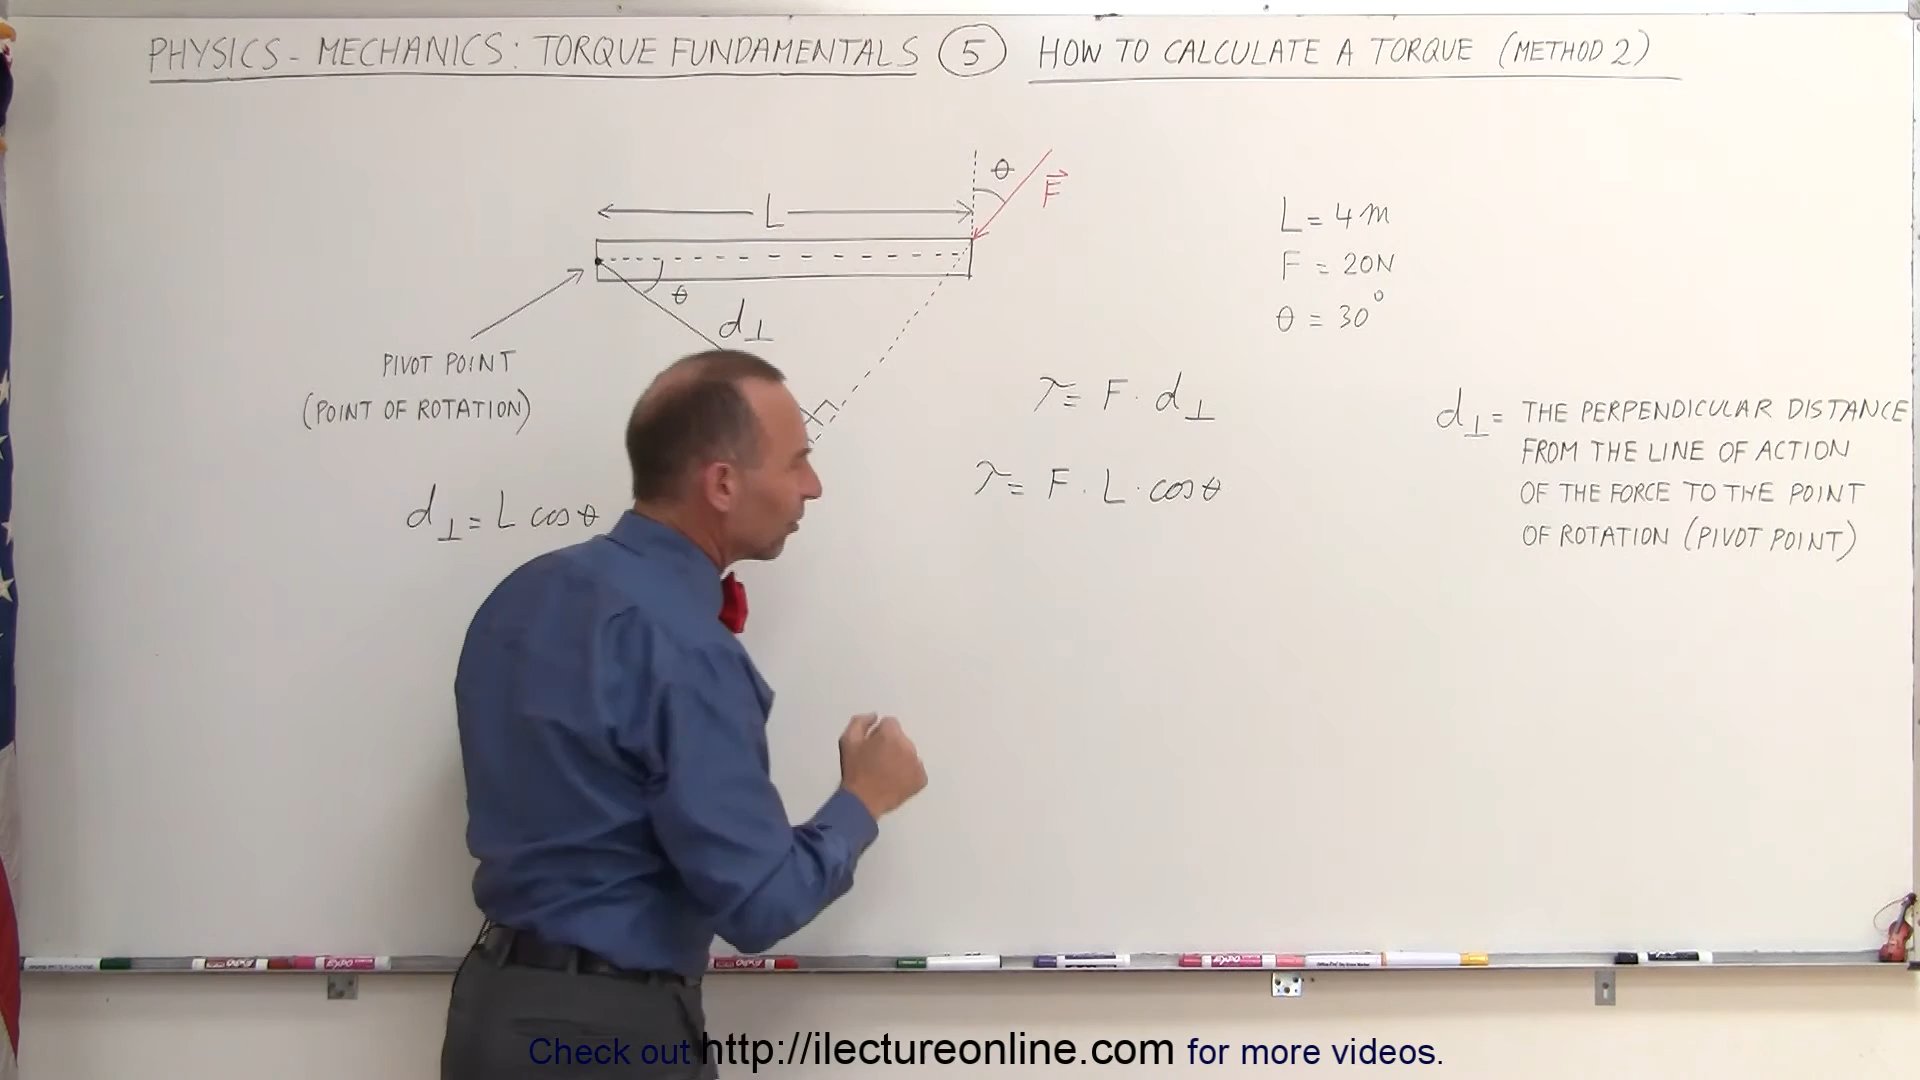 PHYSICS - MECHANICS: TORQUE FUNDAMENTALS 5 HOW TO CALCULATE A TORQUE (METHOD 2)
θ
F⃗
L
θ
d⊥
PIVOT POINT
(POINT OF ROTATION)
d⊥ = L cos θ
L = 4 m
F = 20N
θ = 30°
τ = F · d⊥
τ = F · L · cos θ
d⊥ = THE PERPENDICULAR DISTANCE
FROM THE LINE OF ACTION
OF THE FORCE TO THE POINT
OF ROTATION (PIVOT POINT)
Check out http://ilectureonline.com for more videos.